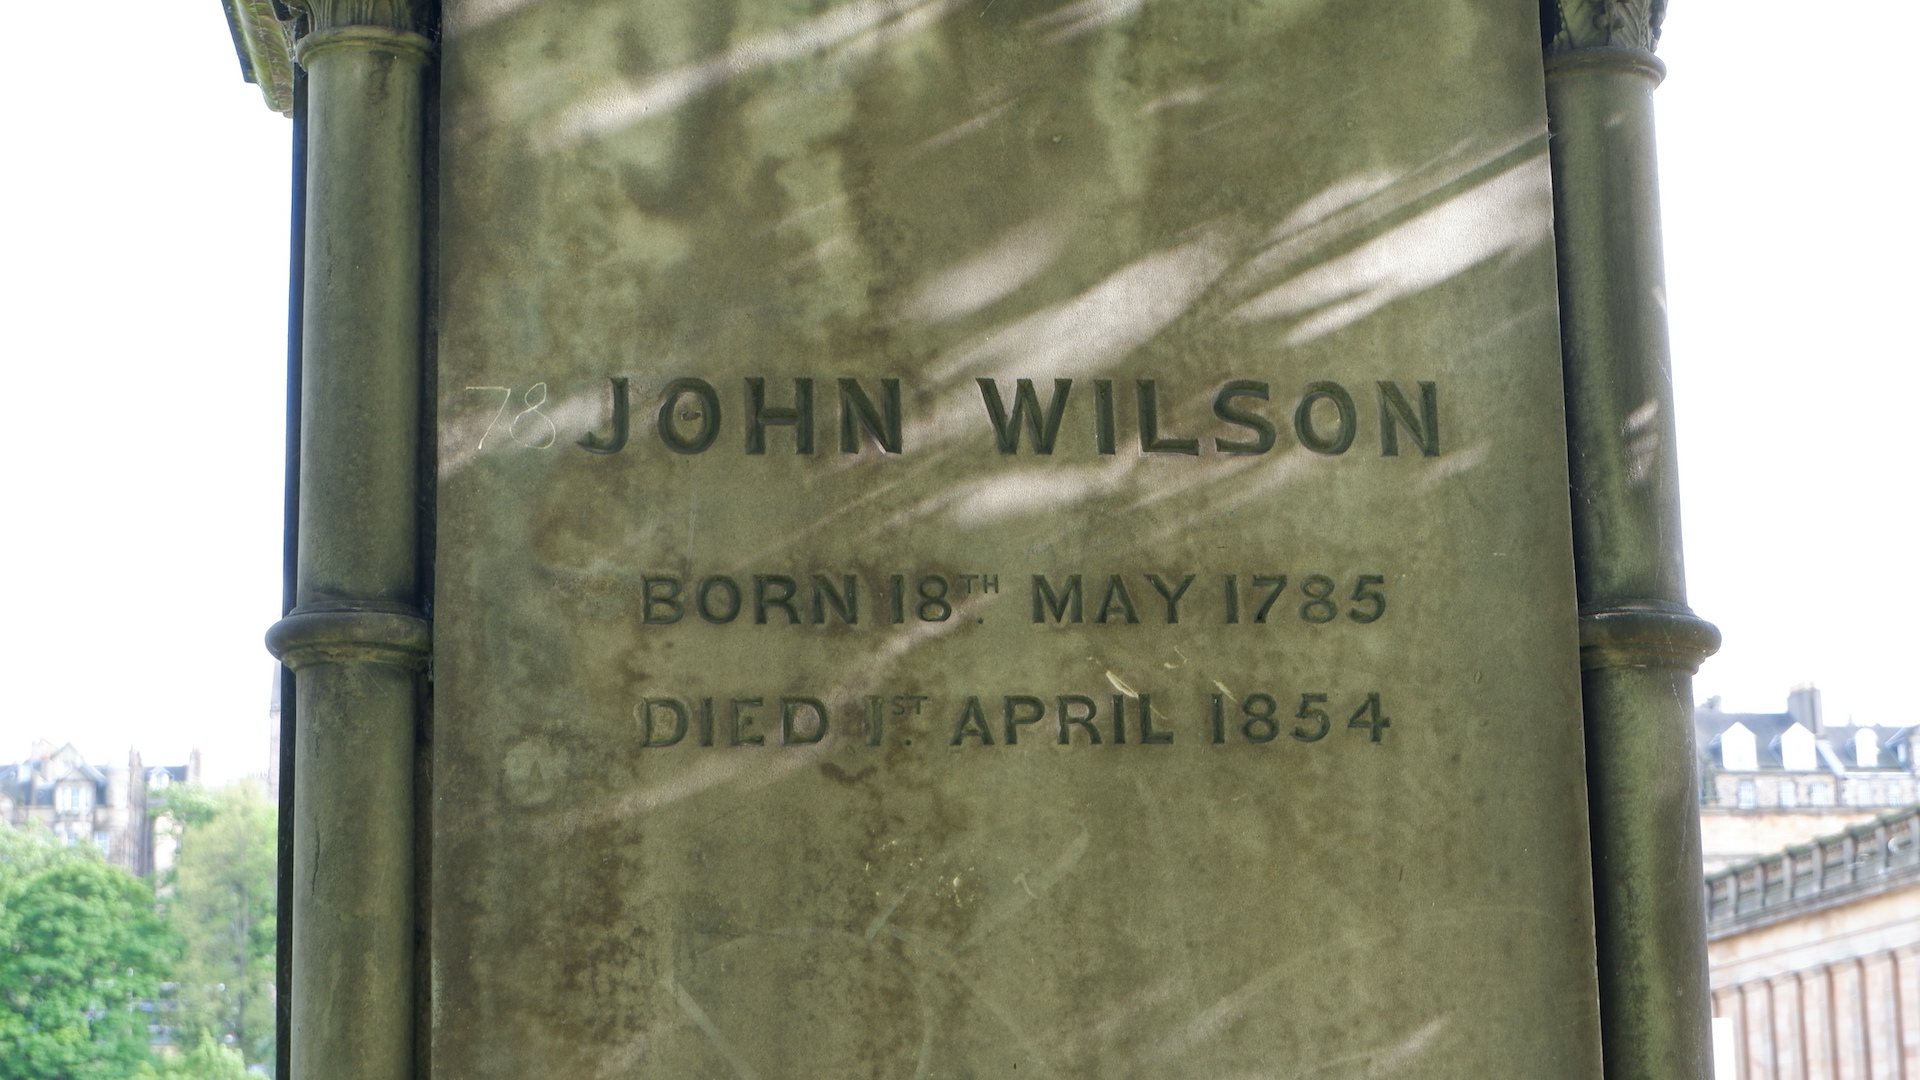 78 JOHN WILSON
BORN 18TH. MAY 1785
DIED 1ST. APRIL 1854